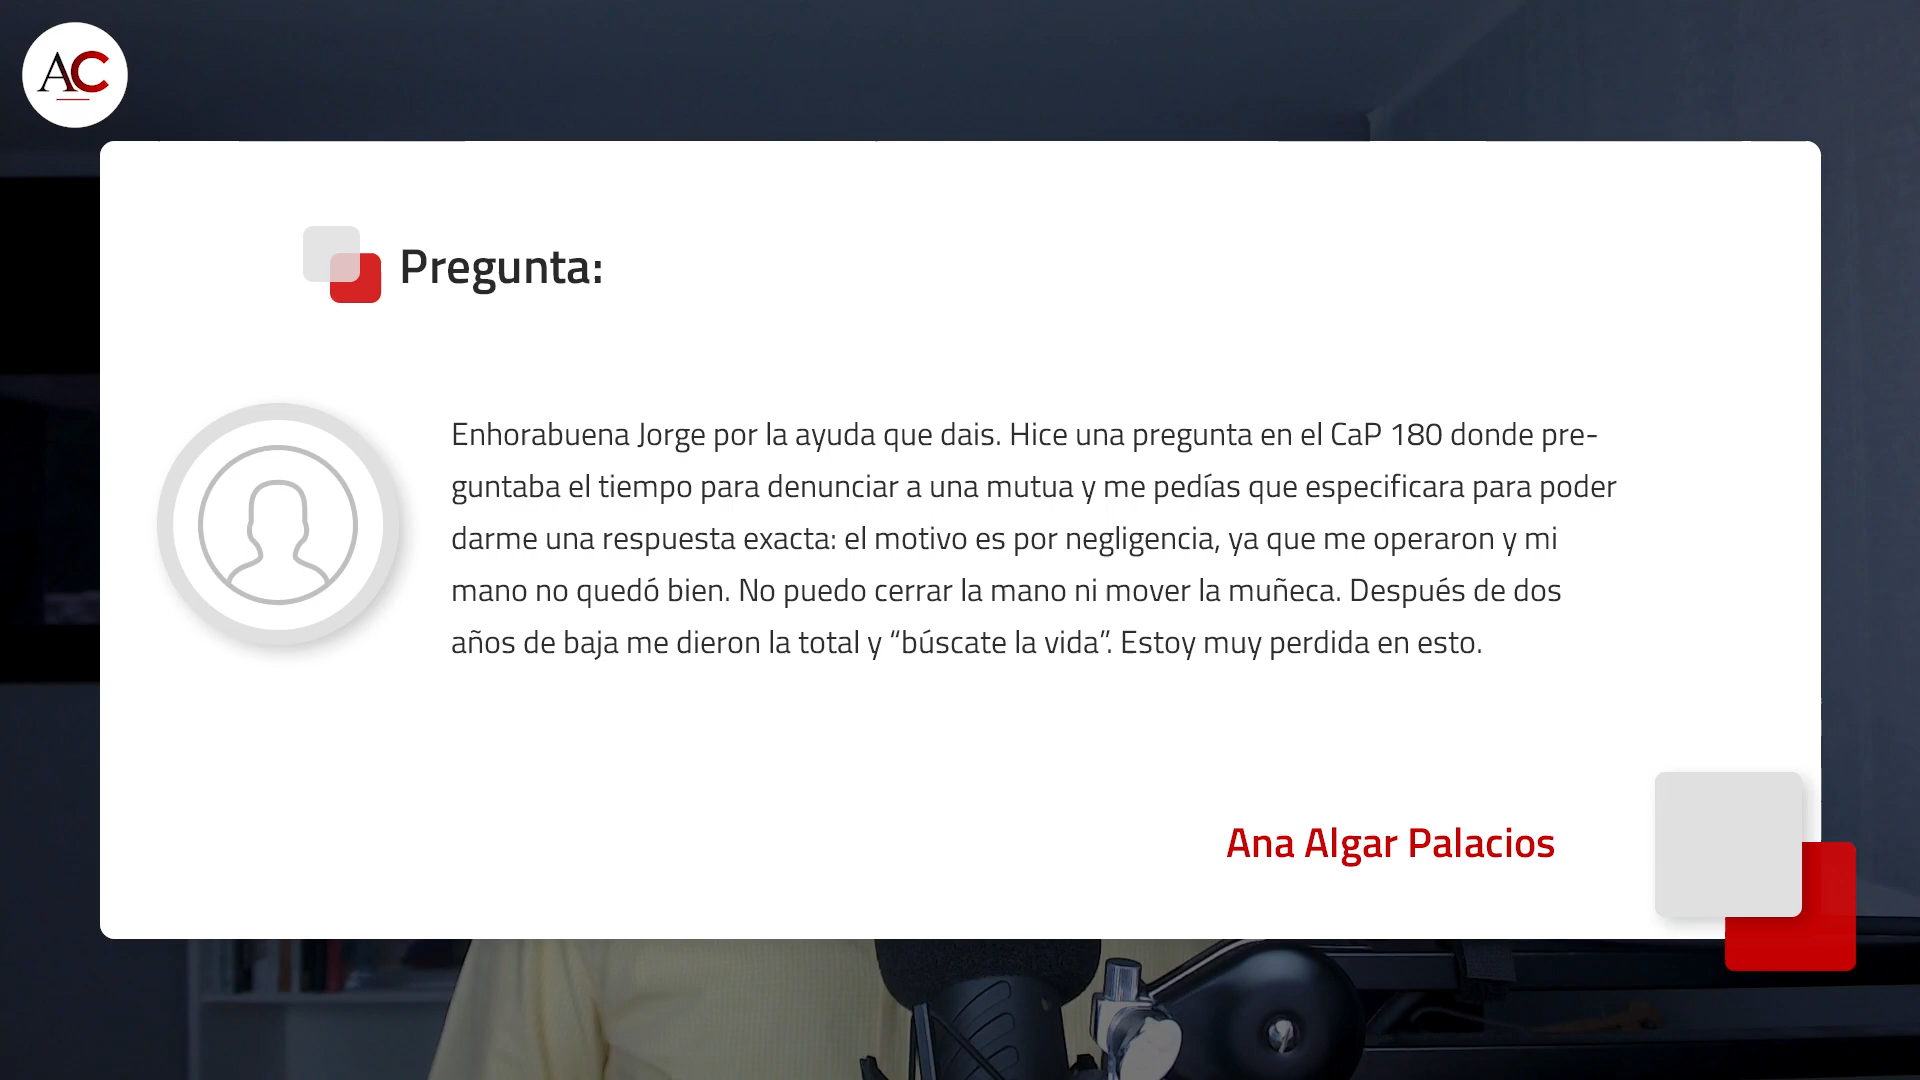 AC
Pregunta:
Enhorabuena Jorge por la ayuda que dais. Hice una pregunta en el CaP 180 donde pre-
guntaba el tiempo para denunciar a una mutua y me pedías que especificara para poder
darme una respuesta exacta: el motivo es por negligencia, ya que me operaron y mi
mano no quedó bien. No puedo cerrar la mano ni mover la muñeca. Después de dos
años de baja me dieron la total y “búscate la vida”. Estoy muy perdida en esto.
Ana Algar Palacios